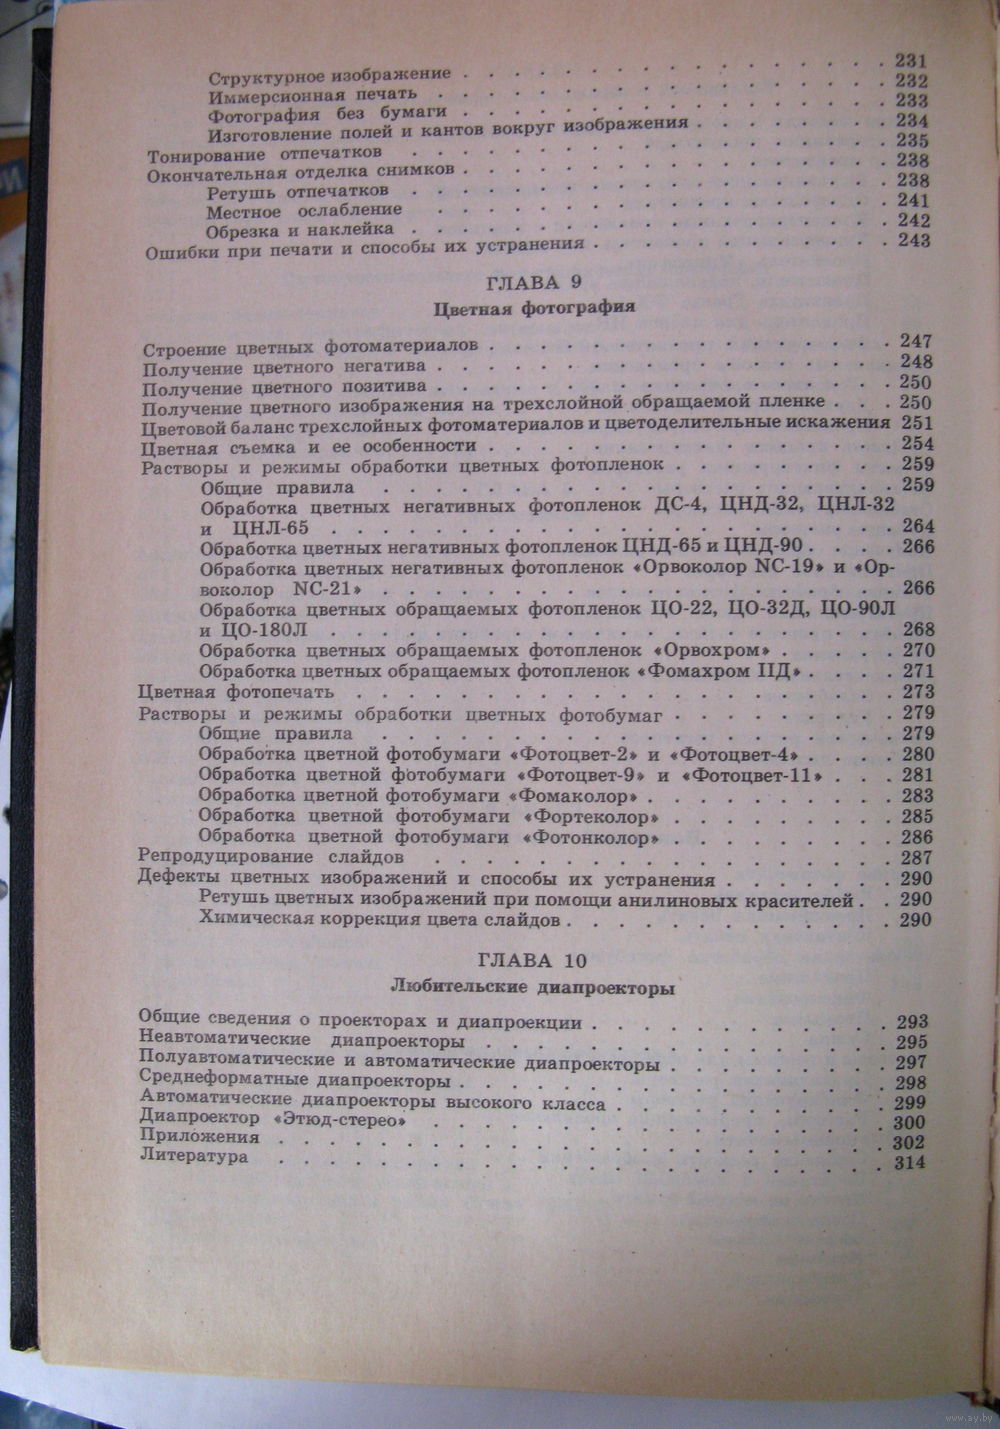 Структурное изображение . . . . . . . . . . . . . . . . . 231
Иммерсионная печать . . . . . . . . . . . . . . . . . . 232
Фотография без бумаги . . . . . . . . . . . . . . . . . 233
Изготовление полей и кантов вокруг изображения . . . . . . . . 234
Тонирование отпечатков . . . . . . . . . . . . . . . . . . . 235
Окончательная отделка снимков . . . . . . . . . . . . . . . . . 238
Ретушь отпечатков . . . . . . . . . . . . . . . . . . . 238
Местное ослабление . . . . . . . . . . . . . . . . . . 241
Обрезка и наклейка . . . . . . . . . . . . . . . . . . . 242
Ошибки при печати и способы их устранения . . . . . . . . . . . . 243
ГЛАВА 9
Цветная фотография
Строение цветных фотоматериалов . . . . . . . . . . . . . . . . 247
Получение цветного негатива . . . . . . . . . . . . . . . . . . 248
Получение цветного позитива . . . . . . . . . . . . . . . . . . 250
Получение цветного изображения на трехслойной обращаемой пленке . . . 250
Цветовой баланс трехслойных фотоматериалов и цветоделительные искажения 251
Цветная съемка и ее особенности . . . . . . . . . . . . . . . . 254
Растворы и режимы обработки цветных фотопленок . . . . . . . . . 259
Общие правила . . . . . . . . . . . . . . . . . . . . 259
Обработка цветных негативных фотопленок ДС-4, ЦНД-32, ЦНЛ-32
и ЦНЛ-65 . . . . . . . . . . . . . . . . . . . . . . 264
Обработка цветных негативных фотопленок ЦНД-65 и ЦНД-90 . . . . 266
Обработка цветных негативных фотопленок «Орвоколор NC-19» и «Ор-
воколор NC-21» . . . . . . . . . . . . . . . . . . . . 266
Обработка цветных обращаемых фотопленок ЦО-22, ЦО-32Д, ЦО-90Л
и ЦО-180Л . . . . . . . . . . . . . . . . . . . . . . 268
Обработка цветных обращаемых фотопленок «Орвохром» . . . . . 270
Обработка цветных обращаемых фотопленок «Фомахром IIД» . . . . 271
Цветная фотопечать . . . . . . . . . . . . . . . . . . . . . 273
Растворы и режимы обработки цветных фотобумаг . . . . . . . . . 279
Общие правила . . . . . . . . . . . . . . . . . . . . 279
Обработка цветной фотобумаги «Фотоцвет-2» и «Фотоцвет-4» . . . . 280
Обработка цветной фотобумаги «Фотоцвет-9» и «Фотоцвет-11» . . . 281
Обработка цветной фотобумаги «Фомаколор» . . . . . . . . . . 283
Обработка цветной фотобумаги «Фортеколор» . . . . . . . . . 285
Обработка цветной фотобумаги «Фотонколор» . . . . . . . . . 286
Репродуцирование слайдов . . . . . . . . . . . . . . . . . . 287
Дефекты цветных изображений и способы их устранения . . . . . . . 290
Ретушь цветных изображений при помощи анилиновых красителей . . 290
Химическая коррекция цвета слайдов . . . . . . . . . . . . . 290
ГЛАВА 10
Любительские диапроекторы
Общие сведения о проекторах и диапроекции . . . . . . . . . . . . 293
Неавтоматические диапроекторы . . . . . . . . . . . . . . . . 295
Полуавтоматические и автоматические диапроекторы . . . . . . . . . 297
Среднеформатные диапроекторы . . . . . . . . . . . . . . . . . 298
Автоматические диапроекторы высокого класса . . . . . . . . . . . 299
Диапроектор «Этюд-стерео» . . . . . . . . . . . . . . . . . . 300
Приложения . . . . . . . . . . . . . . . . . . . . . . . . 302
Литература . . . . . . . . . . . . . . . . . . . . . . . . 314
www.ay.by